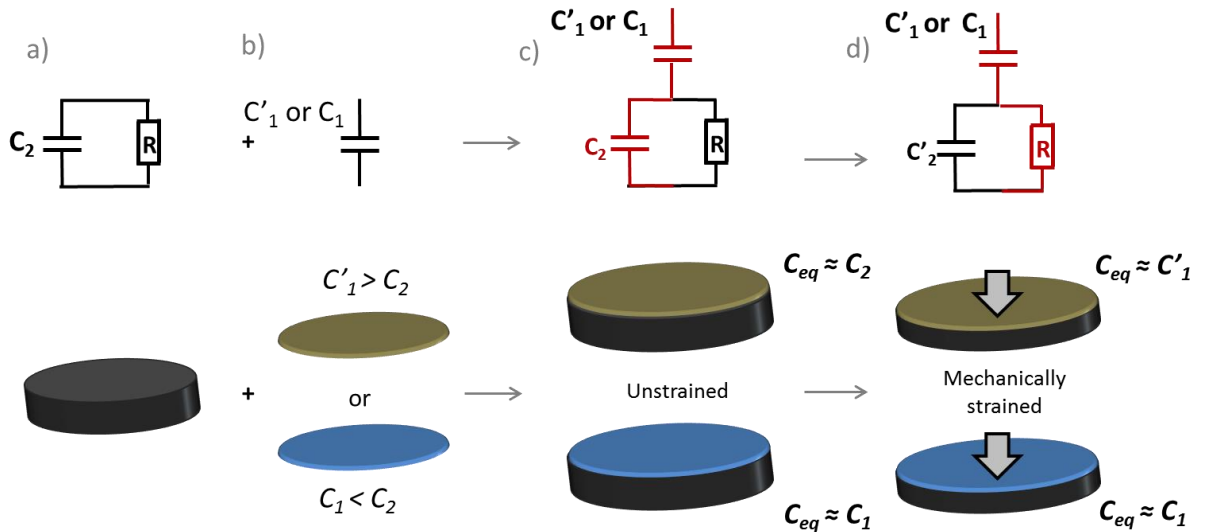 a)
b)
c)
d)
C'1 or C1
C'1 or C1
C2
R
+
C'1 or C1
C2
R
C'2
R
C'1 > C2
Ceq ≈ C2
Ceq ≈ C'1
+
or
Unstrained
Mechanically
strained
C1 < C2
Ceq ≈ C1
Ceq ≈ C1